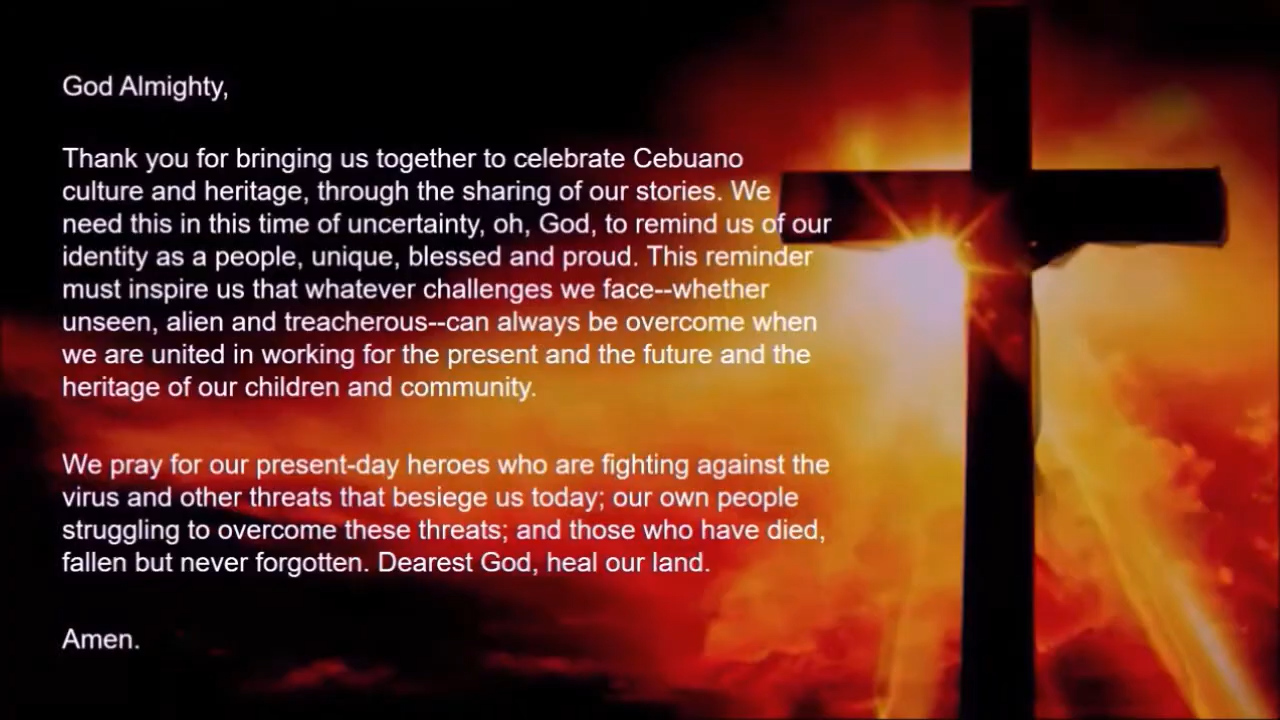 God Almighty,
Thank you for bringing us together to celebrate Cebuano
culture and heritage, through the sharing of our stories. We
need this in this time of uncertainty, oh, God, to remind us of our
identity as a people, unique, blessed and proud. This reminder
must inspire us that whatever challenges we face--whether
unseen, alien and treacherous--can always be overcome when
we are united in working for the present and the future and the
heritage of our children and community.
We pray for our present-day heroes who are fighting against the
virus and other threats that besiege us today; our own people
struggling to overcome these threats; and those who have died,
fallen but never forgotten. Dearest God, heal our land.
Amen.